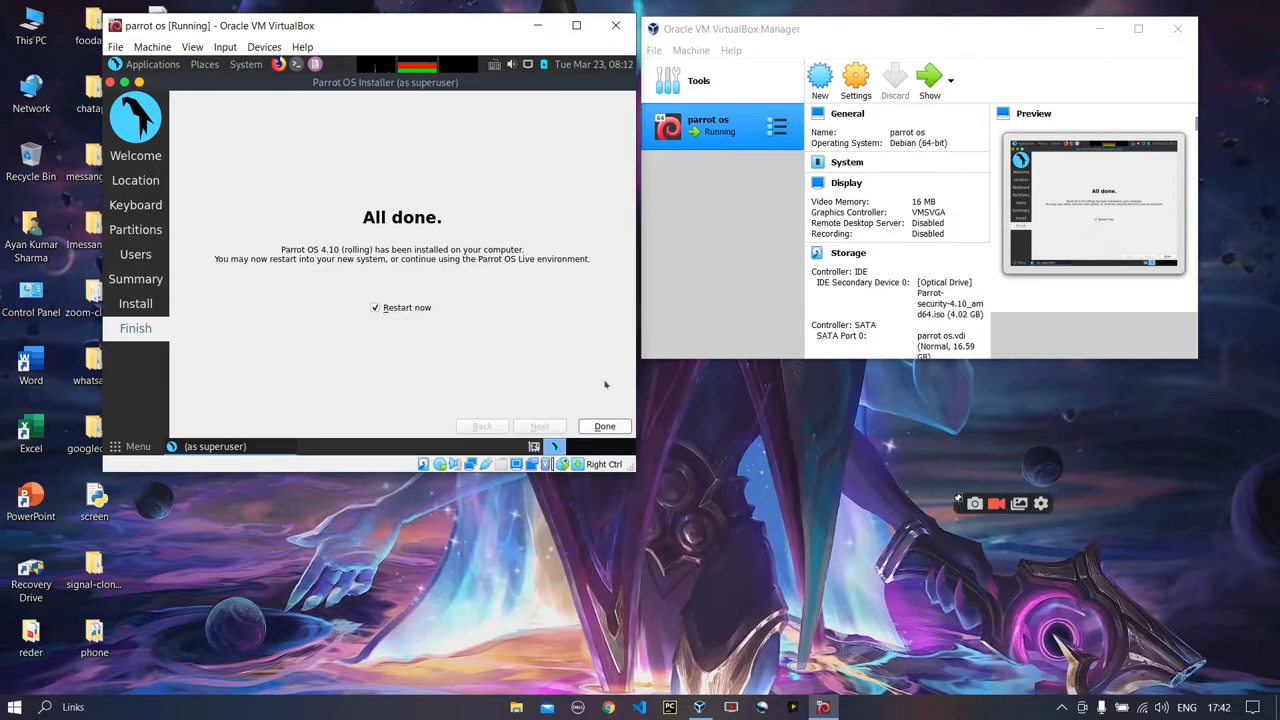 parrot os [Running] - Oracle VM VirtualBox
File Machine View Input Devices Help
Applications Places System Tue Mar 23, 08:12
Parrot OS Installer (as superuser)
Welcome
Location
Keyboard
Partitions
Users
Summary
Install
Finish
All done.
Parrot OS 4.10 (rolling) has been installed on your computer.
You may now restart into your new system, or continue using the Parrot OS Live environment.
Restart now
Back Next Done
Menu (as superuser)
Right Ctrl
Oracle VM VirtualBox Manager
File Machine Help
Tools
New Settings Discard Show
64
parrot os
Running
General
Name: parrot os
Operating System: Debian (64-bit)
System
Display
Video Memory: 16 MB
Graphics Controller: VMSVGA
Remote Desktop Server: Disabled
Recording: Disabled
Storage
Controller: IDE
IDE Secondary Device 0: [Optical Drive]
Parrot-
security-4.10_am
d64.iso (4.02 GB)
Controller: SATA
SATA Port 0: parrot os.vdi
(Normal, 16.59
GB)
Preview
All done.
Network
Recycle Bin
Ayan kumar
Sharma
Control Panel
Word
Excel
PowerPoint
screen
Recovery
Drive
signal-clon...
reder
phone
Links
ENG 17:42